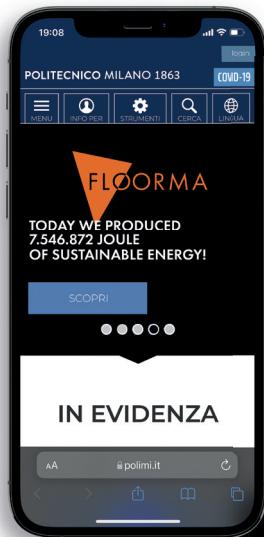 19:08
login
POLITECNICO MILANO 1863
COVID-19
MENU
INFO PER
STRUMENTI
CERCA
LINGUA
FLOORMA
TODAY WE PRODUCED
7.546.872 JOULE
OF SUSTAINABLE ENERGY!
SCOPRI
IN EVIDENZA
AA
polimi.it